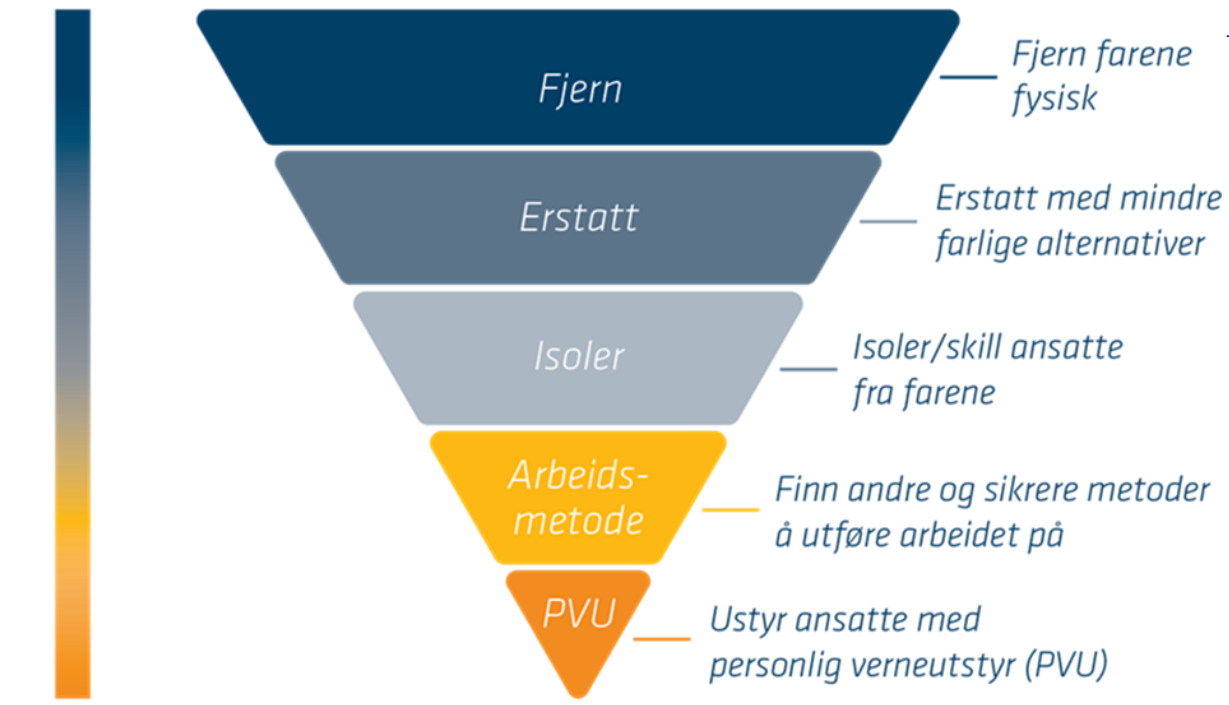 Fjern
Fjern farene
fysisk
Erstatt
Erstatt med mindre
farlige alternativer
Isoler
Isoler/skill ansatte
fra farene
Arbeids-
metode
Finn andre og sikrere metoder
å utføre arbeidet på
PVU
Ustyr ansatte med
personlig verneutstyr (PVU)